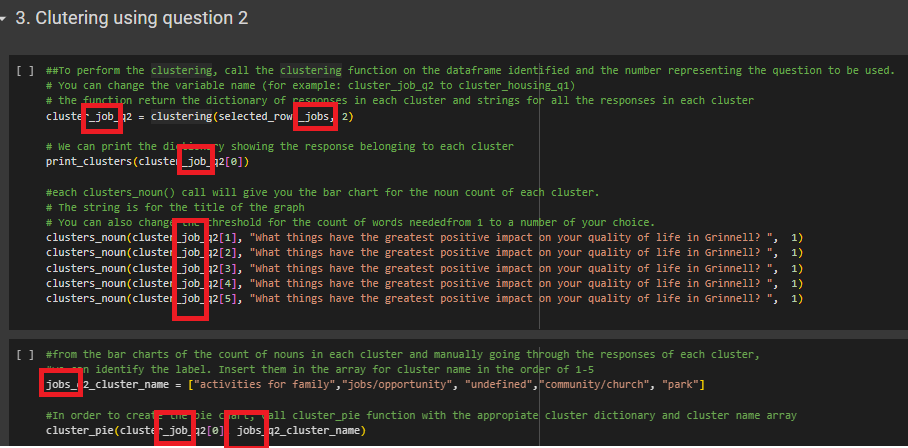 3. Clutering using question 2
[ ] ##To perform the clustering, call the clustering function on the dataframe identified and the number representing the question to be used.
# You can change the variable name (for example: cluster_job_q2 to cluster_housing_q1)
# the function return the dictionary of responses in each cluster and strings for all the responses in each cluster
cluster_job_q2 = clustering(selected_row_jobs, 2)
# We can print the dictionary showing the response belonging to each cluster
print_clusters(cluster_job_q2[0])
#each clusters_noun() call will give you the bar chart for the noun count of each cluster.
# The string is for the title of the graph
# You can also change the threshold for the count of words neededfrom 1 to a number of your choice.
clusters_noun(cluster_job_q2[1], "What things have the greatest positive impact on your quality of life in Grinnell? ", 1)
clusters_noun(cluster_job_q2[2], "What things have the greatest positive impact on your quality of life in Grinnell? ", 1)
clusters_noun(cluster_job_q2[3], "What things have the greatest positive impact on your quality of life in Grinnell? ", 1)
clusters_noun(cluster_job_q2[4], "What things have the greatest positive impact on your quality of life in Grinnell? ", 1)
clusters_noun(cluster_job_q2[5], "What things have the greatest positive impact on your quality of life in Grinnell? ", 1)
[ ] #from the bar charts of the count of nouns in each cluster and manually going through the responses of each cluster,
#we can identify the label. Insert them in the array for cluster name in the order of 1-5
jobs_q2_cluster_name = ["activities for family","jobs/opportunity", "undefined","community/church", "park"]
#In order to create the pie chart, call cluster_pie function with the appropiate cluster dictionary and cluster name array
cluster_pie(cluster_job_q2[0], jobs_q2_cluster_name)